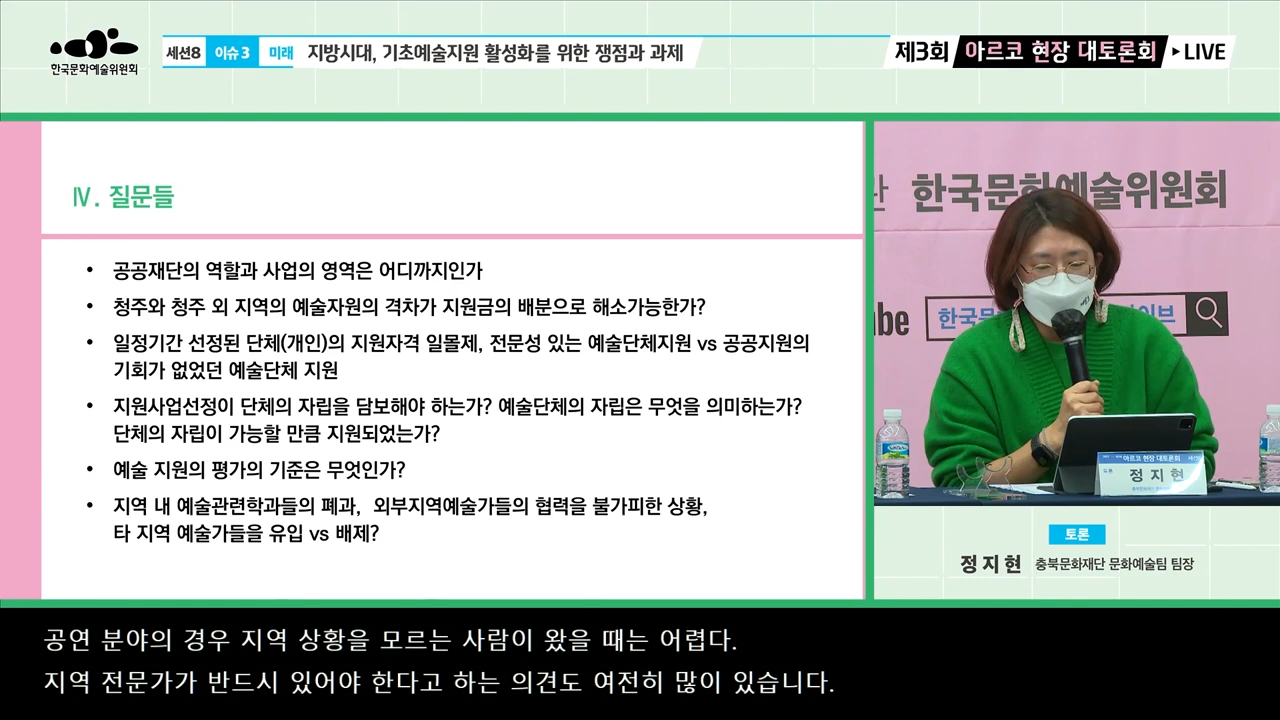 한국문화예술위원회
세션8 이슈 3 미래 지방시대, 기초예술지원 활성화를 위한 쟁점과 과제
제3회 아르코 현장 대토론회 LIVE
Ⅳ. 질문들
• 공공재단의 역할과 사업의 영역은 어디까지인가
• 청주와 청주 외 지역의 예술자원의 격차가 지원금의 배분으로 해소가능한가?
• 일정기간 선정된 단체(개인)의 지원자격 일몰제, 전문성 있는 예술단체지원 vs 공공지원의
기회가 없었던 예술단체 지원
• 지원사업선정이 단체의 자립을 담보해야 하는가? 예술단체의 자립은 무엇을 의미하는가?
단체의 자립이 가능할 만큼 지원되었는가?
• 예술 지원의 평가의 기준은 무엇인가?
• 지역 내 예술관련학과들의 폐과, 외부지역예술가들의 협력을 불가피한 상황,
타 지역 예술가들을 유입 vs 배제?
한국문화예술위원회
아르코 현장 대토론회
정지현
토론
정지현 충북문화재단 문화예술팀 팀장
공연 분야의 경우 지역 상황을 모르는 사람이 왔을 때는 어렵다.
지역 전문가가 반드시 있어야 한다고 하는 의견도 여전히 많이 있습니다.